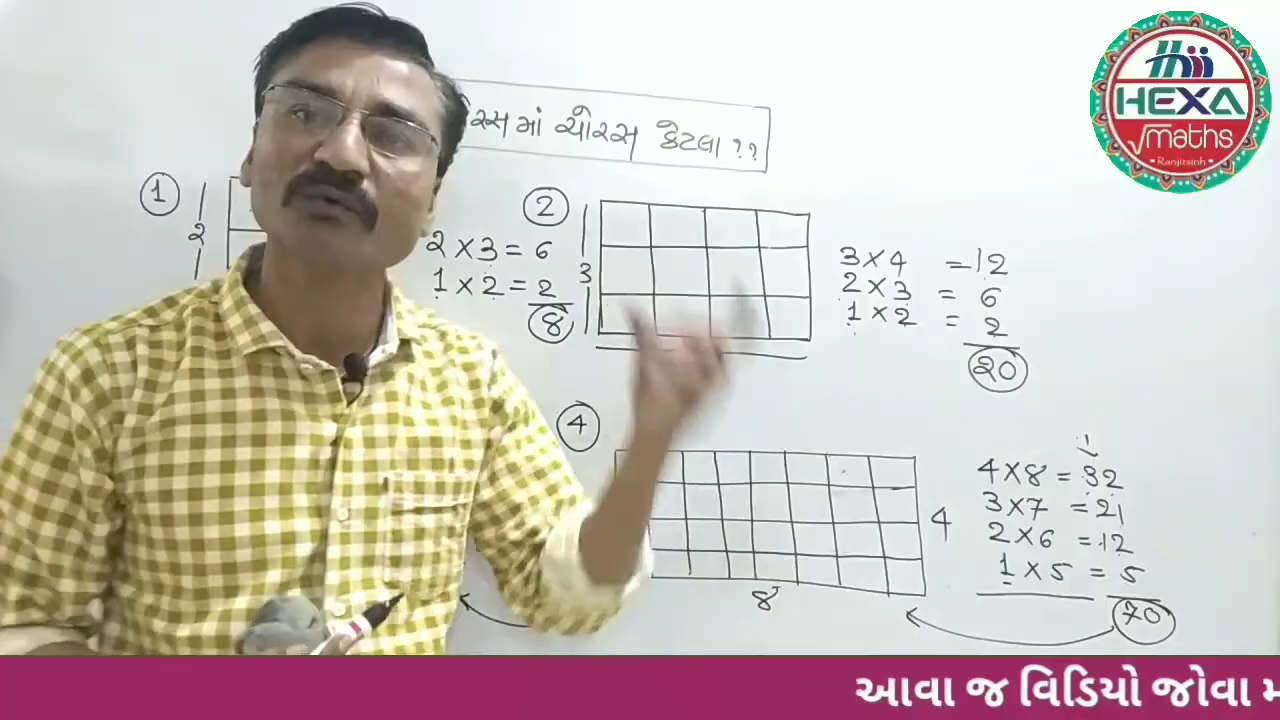 રસ માં ચોરસ કેટલા ??
1
2
2 X 3 = 6
1 X 2 = 2
8
2
3
3 X 4 = 12
2 X 3 = 6
1 X 2 = 2
20
4
4
8
1
4 X 8 = 32
3 X 7 = 21
2 X 6 = 12
1 X 5 = 5
70
HEXA
√maths
Ranjitsinh
આવા જ વિડિયો જોવા